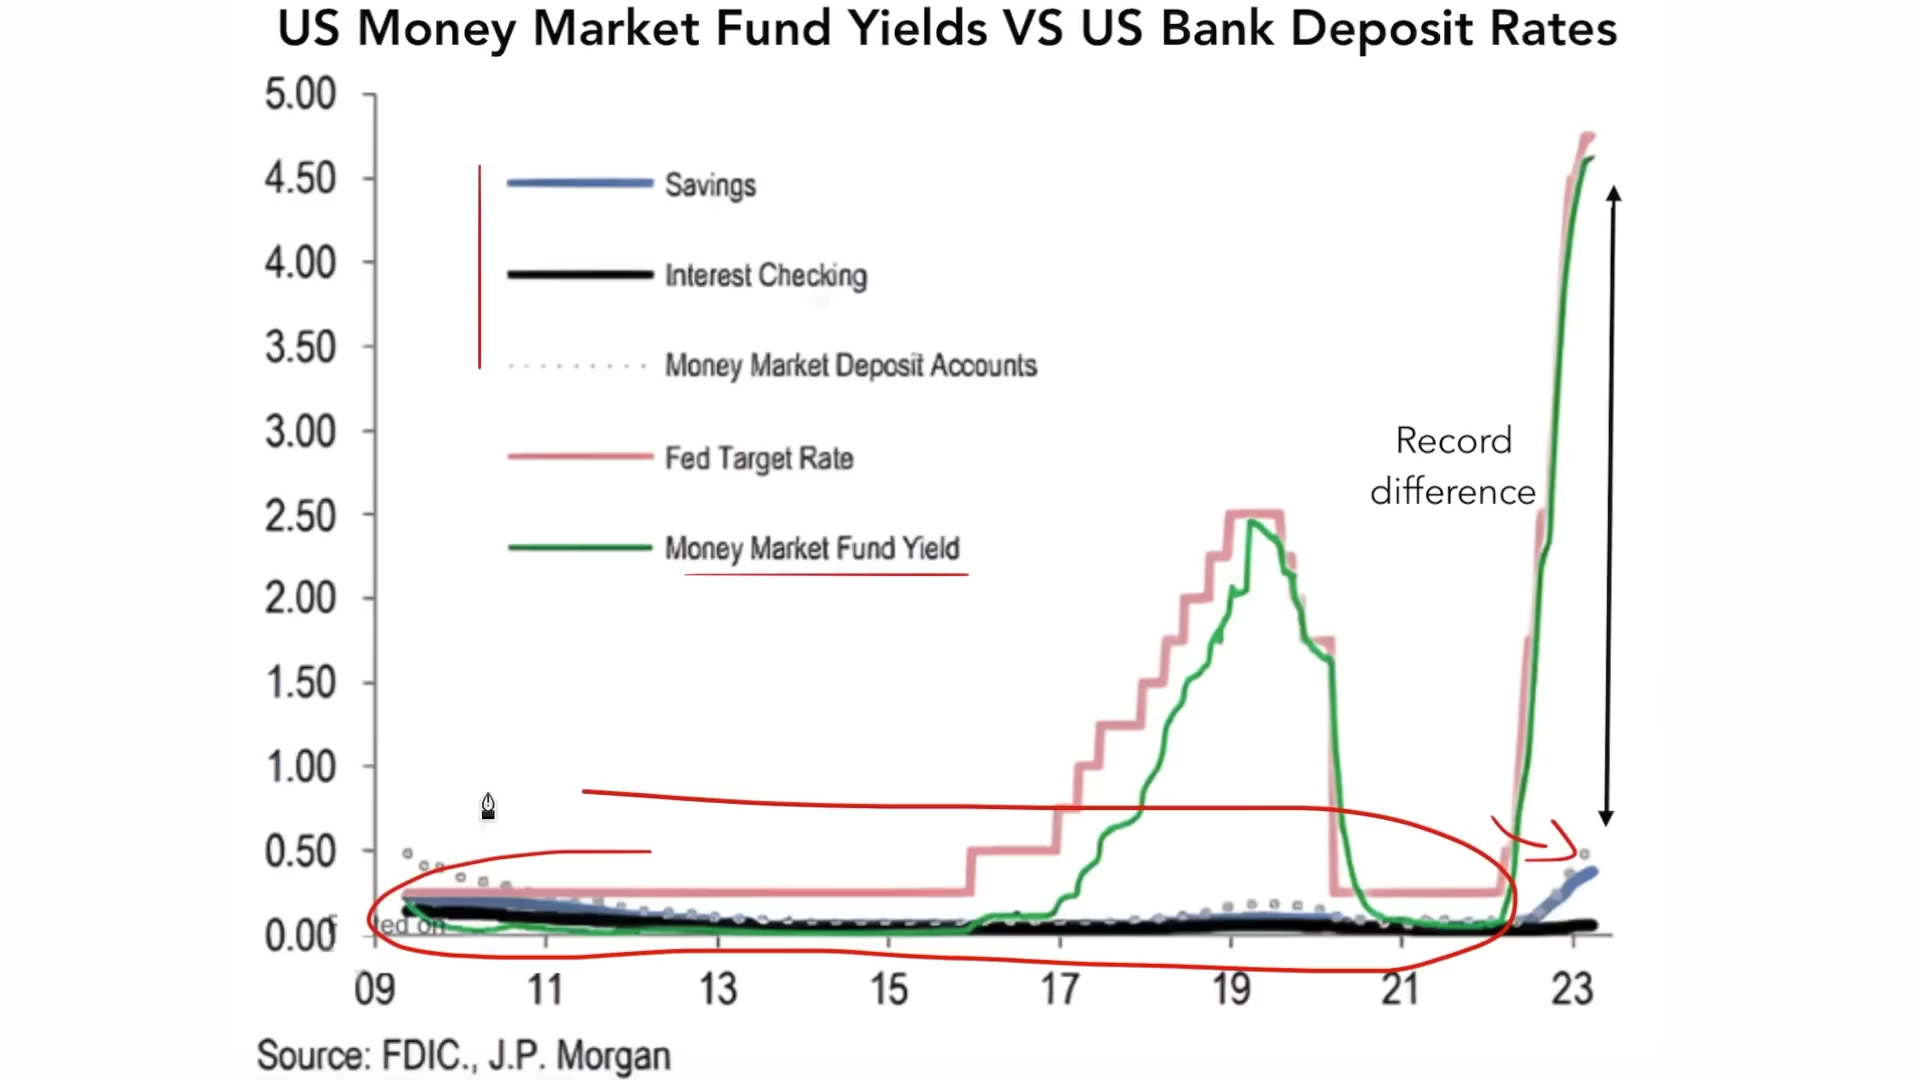 US Money Market Fund Yields VS US Bank Deposit Rates
5.00
4.50
4.00
3.50
3.00
2.50
2.00
1.50
1.00
0.50
0.00
Savings
Interest Checking
Money Market Deposit Accounts
Fed Target Rate
Money Market Fund Yield
Record
difference
ted on
09 11 13 15 17 19 21 23
Source: FDIC., J.P. Morgan